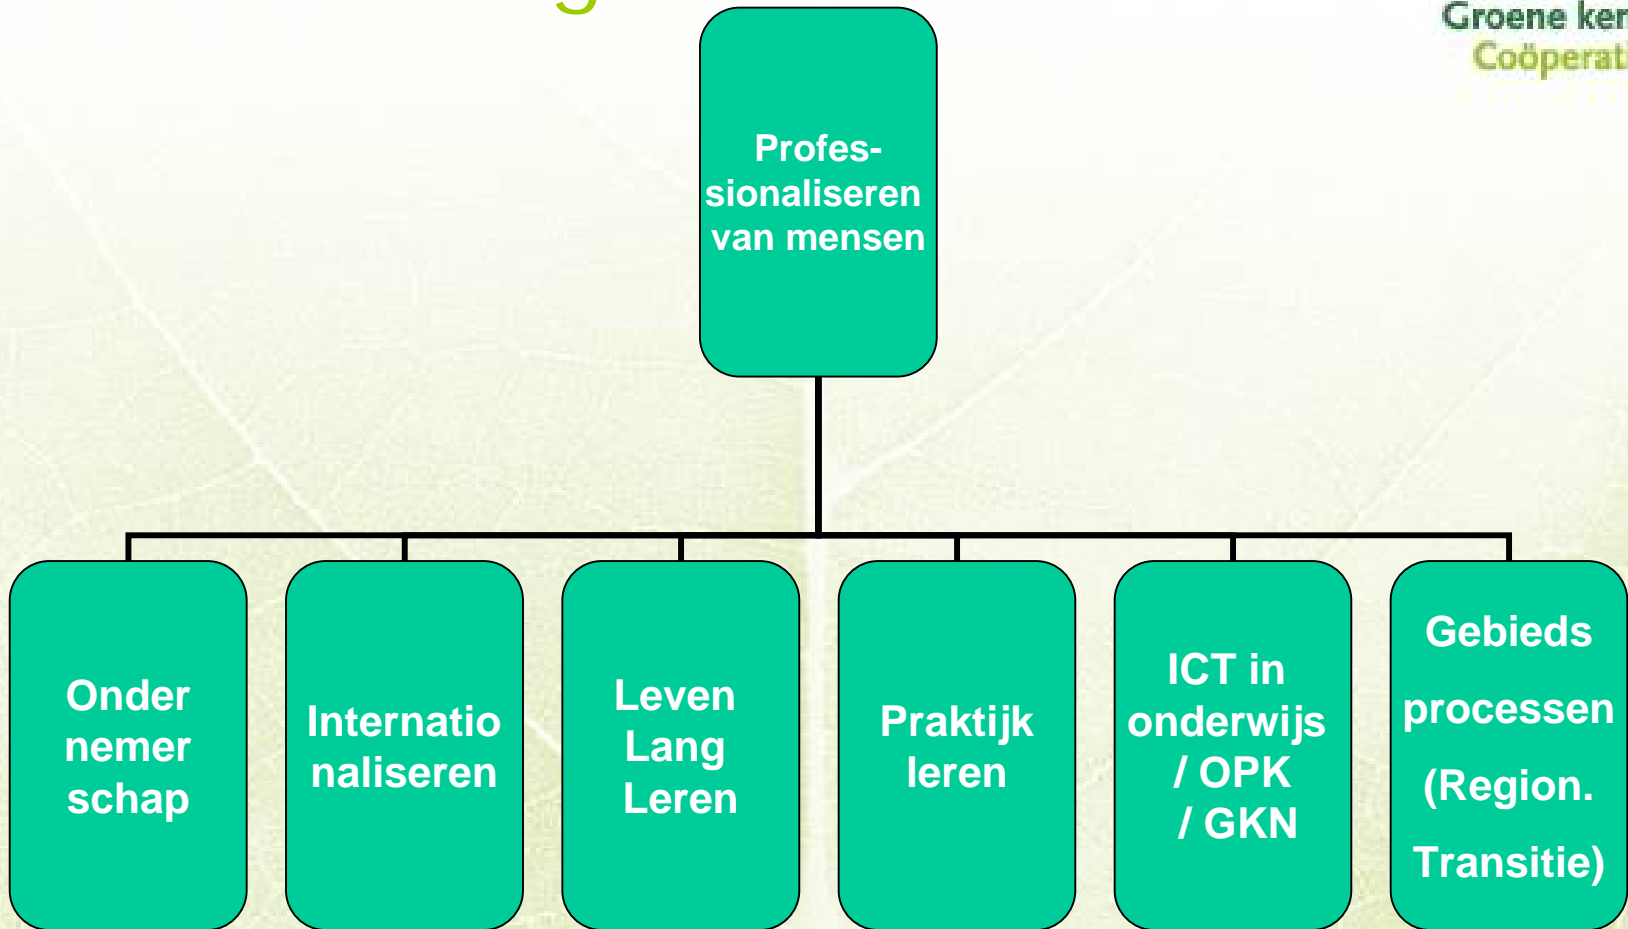 Groene ker
Coöperati
Profes-
sionaliseren
van mensen
Onder
nemer
schap
Internatio
naliseren
Leven
Lang
Leren
Praktijk
leren
ICT in
onderwijs
/ OPK
/ GKN
Gebieds
processen
(Region.
Transitie)